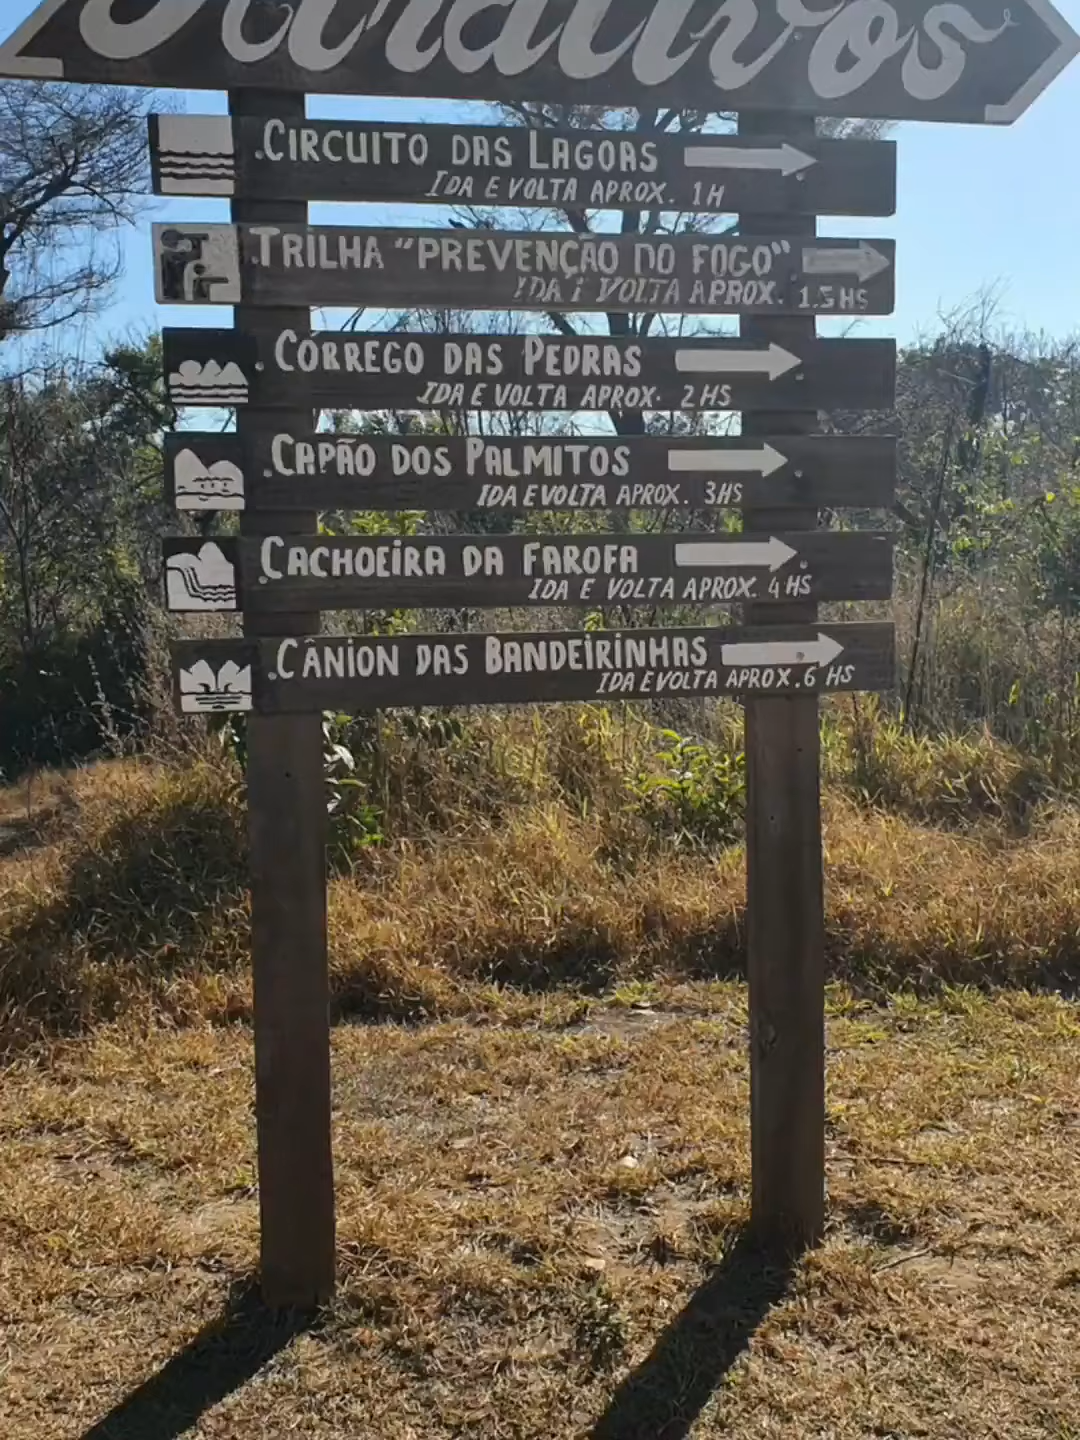 Atrativos
.CIRCUITO DAS LAGOAS
IDA E VOLTA APROX. 1H
.TRILHA "PREVENÇÃO NO FOGO"
IDA E VOLTA APROX. 1.5HS
.CÓRREGO DAS PEDRAS
IDA E VOLTA APROX. 2HS
.CAPÃO DOS PALMITOS
IDA E VOLTA APROX. 3HS
.CACHOEIRA DA FAROFA
IDA E VOLTA APROX. 4HS
.CÂNION DAS BANDEIRINHAS
IDA E VOLTA APROX. 6 HS